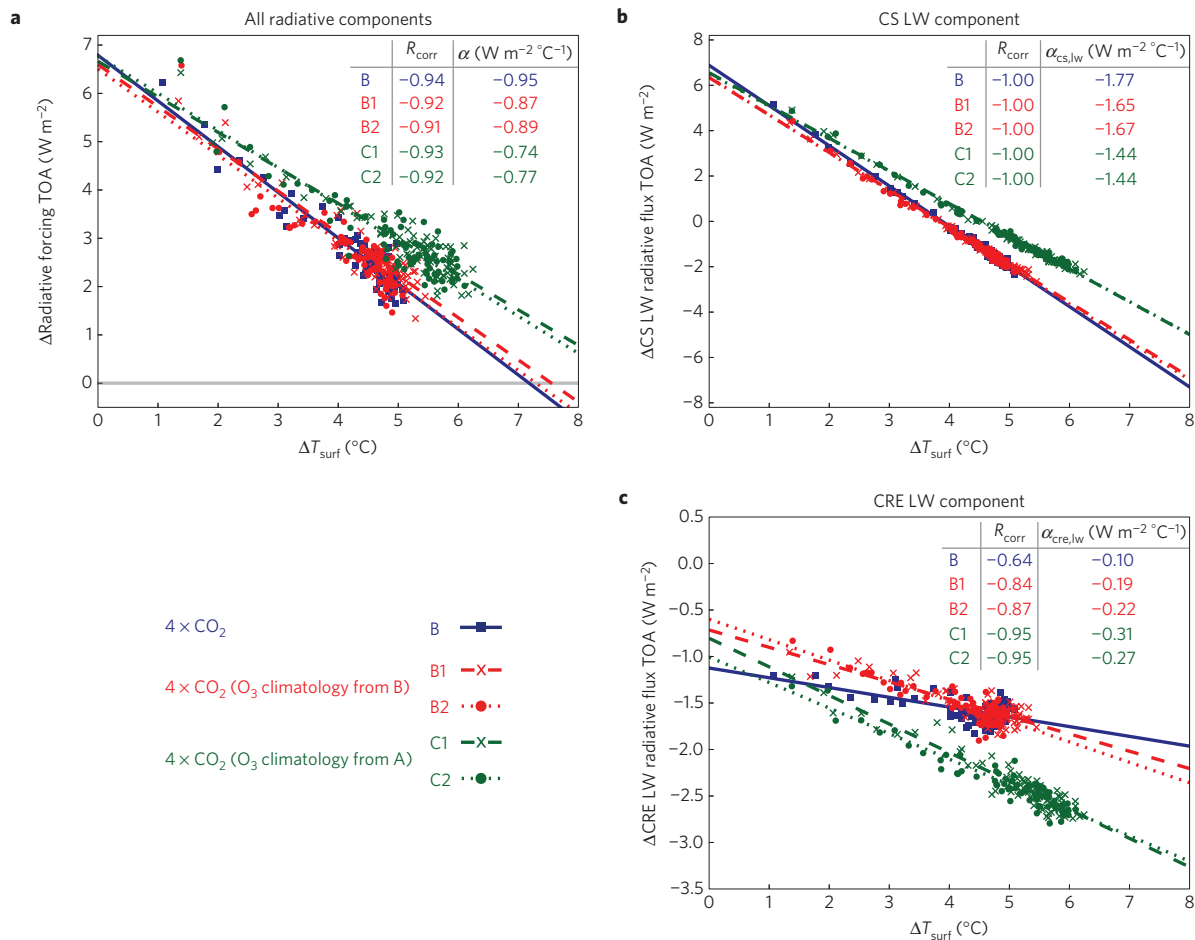 a All radiative components
R_corr α (W m⁻² °C⁻¹)
B −0.94 −0.95
B1 −0.92 −0.87
B2 −0.91 −0.89
C1 −0.93 −0.74
C2 −0.92 −0.77
ΔRadiative forcing TOA (W m⁻²)
7
6
5
4
3
2
1
0
0 1 2 3 4 5 6 7 8
ΔT_surf (°C)
b CS LW component
R_corr α_cs,lw (W m⁻² °C⁻¹)
B −1.00 −1.77
B1 −1.00 −1.65
B2 −1.00 −1.67
C1 −1.00 −1.44
C2 −1.00 −1.44
ΔCS LW radiative flux TOA (W m⁻²)
8
6
4
2
0
−2
−4
−6
−8
0 1 2 3 4 5 6 7 8
ΔT_surf (°C)
4 × CO₂ B
4 × CO₂ (O₃ climatology from B) B1
B2
4 × CO₂ (O₃ climatology from A) C1
C2
c CRE LW component
R_corr α_cre,lw (W m⁻² °C⁻¹)
B −0.64 −0.10
B1 −0.84 −0.19
B2 −0.87 −0.22
C1 −0.95 −0.31
C2 −0.95 −0.27
ΔCRE LW radiative flux TOA (W m⁻²)
0.5
0.0
−0.5
−1.0
−1.5
−2.0
−2.5
−3.0
−3.5
0 1 2 3 4 5 6 7 8
ΔT_surf (°C)